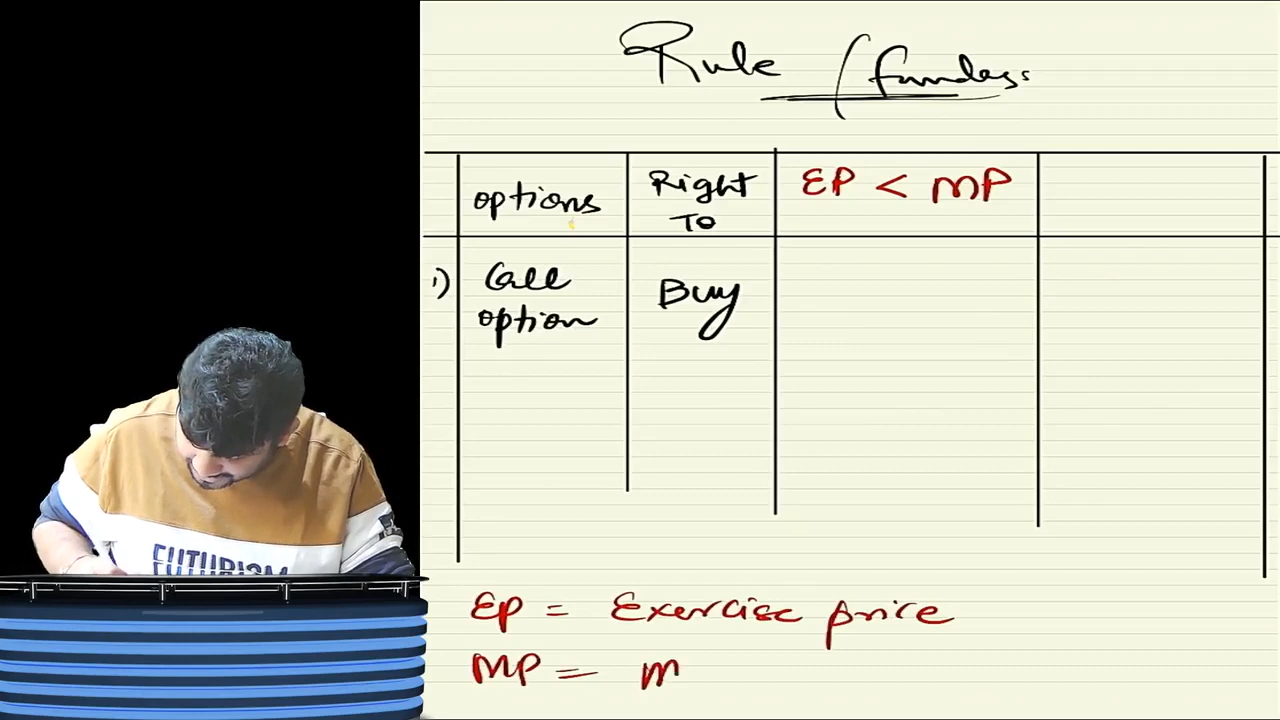 Rule / fundas:
options
Right To
EP < MP
1) Call option
Buy
FUTURISM
EP = Exercise price
MP = m